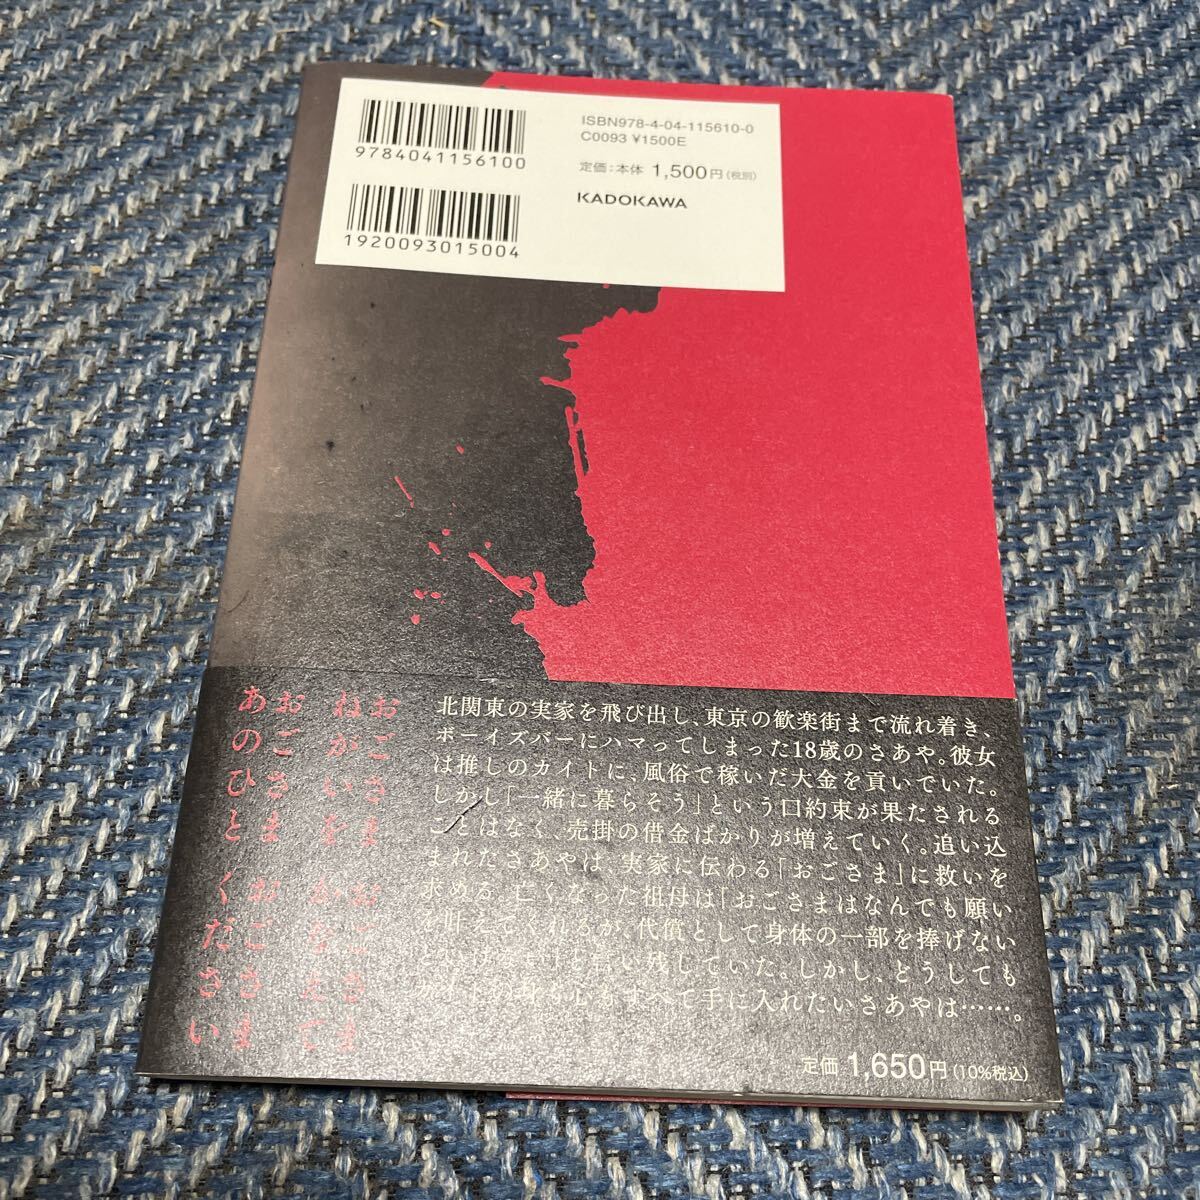 ISBN978-4-04-115610-0
C0093 ¥1500E
定価：本体 1,500円（税別）
KADOKAWA
9784041156100
1920093015004
おごさま おごさま
ねがいを かなえて
おごさま おごさま
あのひと ください
北関東の実家を飛び出し、東京の歓楽街まで流れ着き、
ボーイズバーにハマってしまった18歳のさあや。彼女
は推しのカイトに、風俗で稼いだ大金を貢いでいた。
しかし「一緒に暮らそう」という口約束が果たされる
ことはなく、売掛の借金ばかりが増えていく。追い込
まれたさあやは、実家に伝わる「おごさま」に救いを
求める。亡くなった祖母は「おごさまはなんでも願い
を叶えてくれるが、代償として身体の一部を捧げない
言い残していた。しかし、どうしても
すべて手に入れたいさあやは……。
定価 1,650円（10%税込）